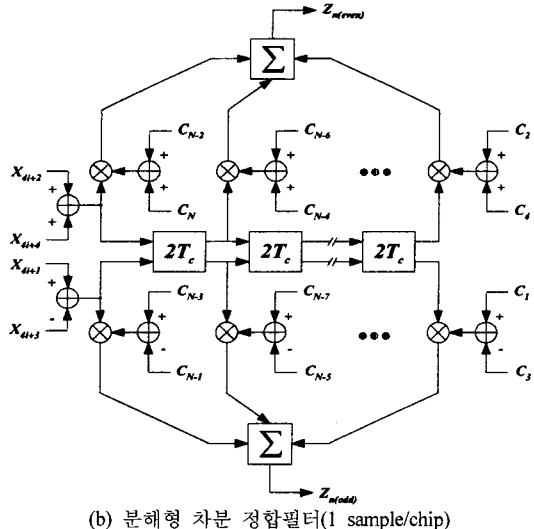 Z_{n(even)}
Σ
C_{N-2} C_{N-6} C_2
X_{4i+2} + + +
+ + + +
+ C_N C_{N-4} C_4
X_{4i+4}
2T_c 2T_c 2T_c
X_{4i+1}
+ C_{N-3} C_{N-7} C_1
- + + +
X_{4i+3} - - -
C_{N-1} C_{N-5} C_3
Σ
Z_{n(odd)}
(b) 분해형 차분 정합필터(1 sample/chip)